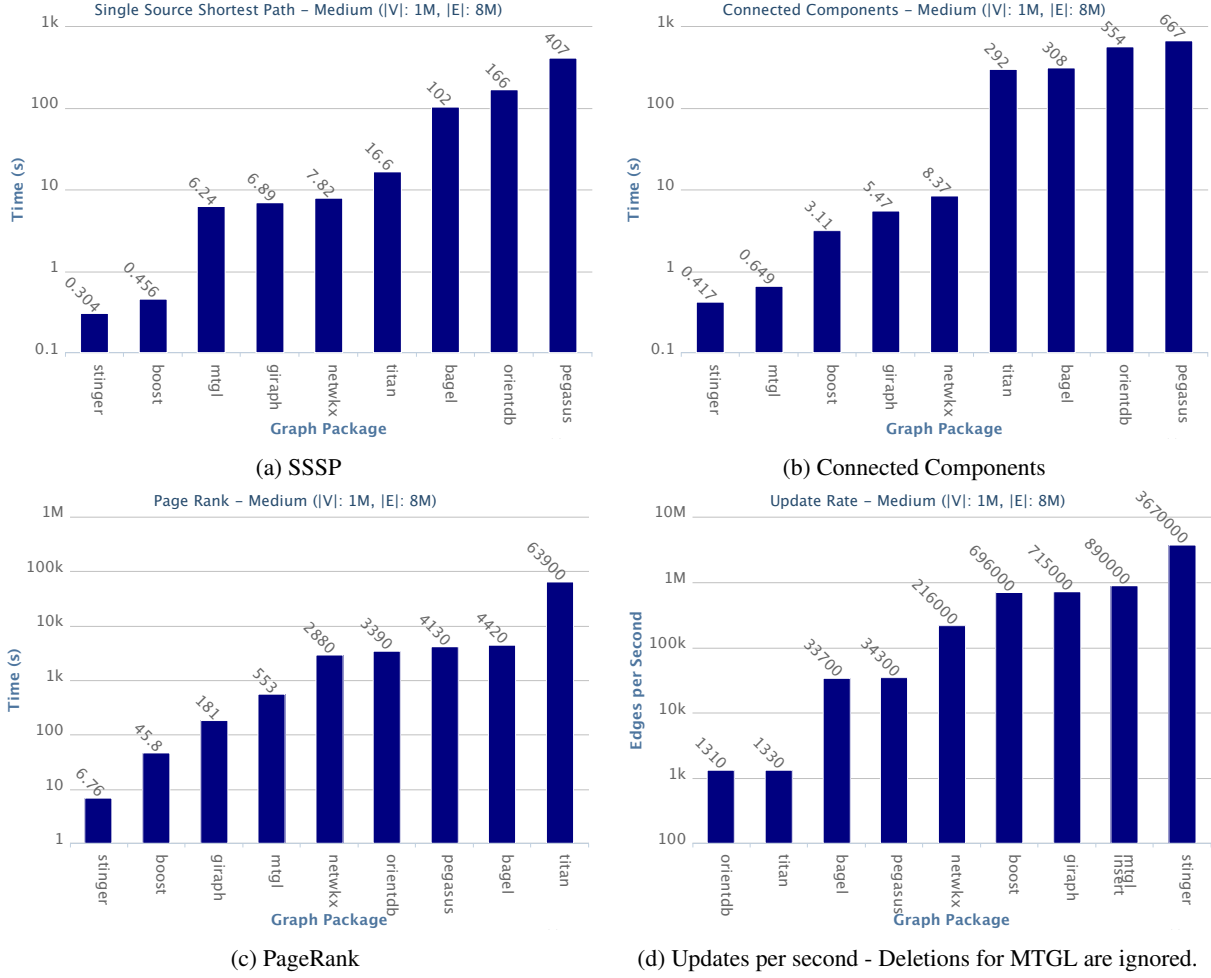 Single Source Shortest Path – Medium (|V|: 1M, |E|: 8M)
1k
100
10
1
0.1
Time (s)
0.304
0.456
6.24
6.89
7.82
16.6
102
166
407
stinger
boost
mtgl
giraph
netwkx
titan
bagel
orientdb
pegasus
Graph Package
(a) SSSP
Connected Components – Medium (|V|: 1M, |E|: 8M)
1k
100
10
1
0.1
Time (s)
0.417
0.649
3.11
5.47
8.37
292
308
554
667
stinger
mtgl
boost
giraph
netwkx
titan
bagel
orientdb
pegasus
Graph Package
(b) Connected Components
Page Rank – Medium (|V|: 1M, |E|: 8M)
1M
100k
10k
1k
100
10
1
Time (s)
6.76
45.8
181
553
2880
3390
4130
4420
63900
stinger
boost
giraph
mtgl
netwkx
orientdb
pegasus
bagel
titan
Graph Package
(c) PageRank
Update Rate – Medium (|V|: 1M, |E|: 8M)
10M
1M
100k
10k
1k
100
Edges per Second
1310
1330
33700
34300
216000
696000
715000
890000
3670000
orientdb
titan
bagel
pegasus
netwkx
boost
giraph
mtgl
insert
stinger
Graph Package
(d) Updates per second - Deletions for MTGL are ignored.